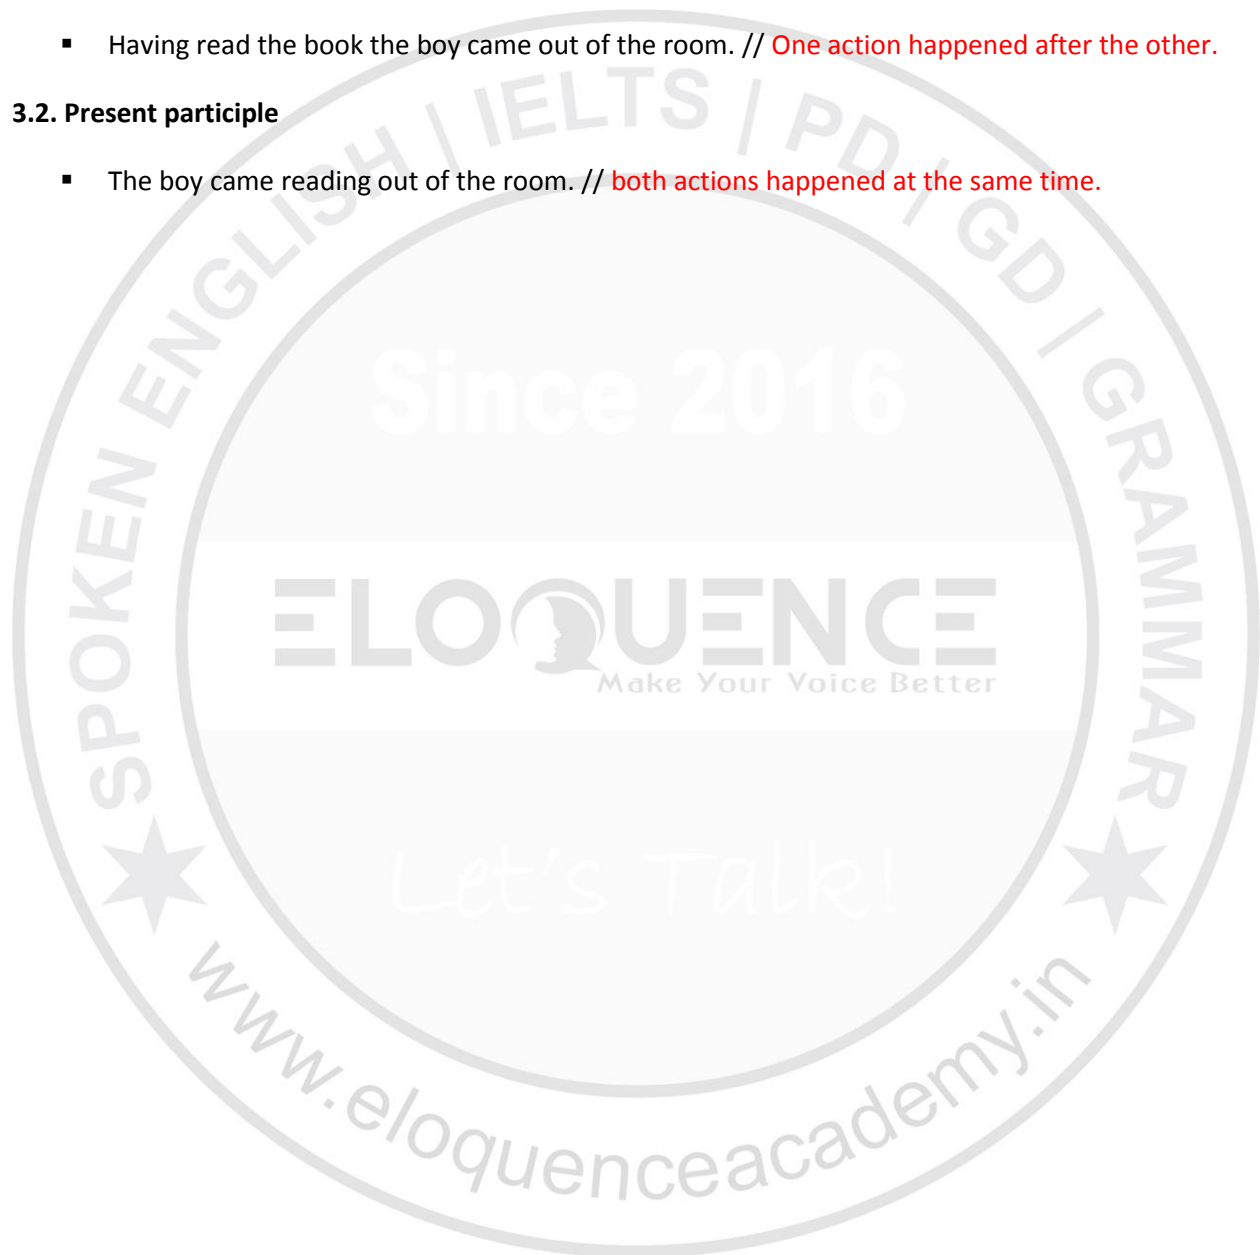 ▪ Having read the book the boy came out of the room. // One action happened after the other.
3.2. Present participle
▪ The boy came reading out of the room. // both actions happened at the same time.
SPOKEN ENGLISH | IELTS | PD | GD | GRAMMAR
Since 2016
ELOQUENCE
Make Your Voice Better
Let's Talk!
www.eloquenceacademy.in